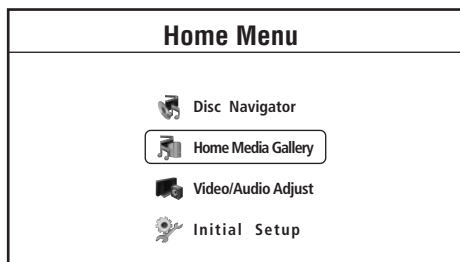 Home Menu
Disc Navigator
Home Media Gallery
Video/Audio Adjust
Initial Setup